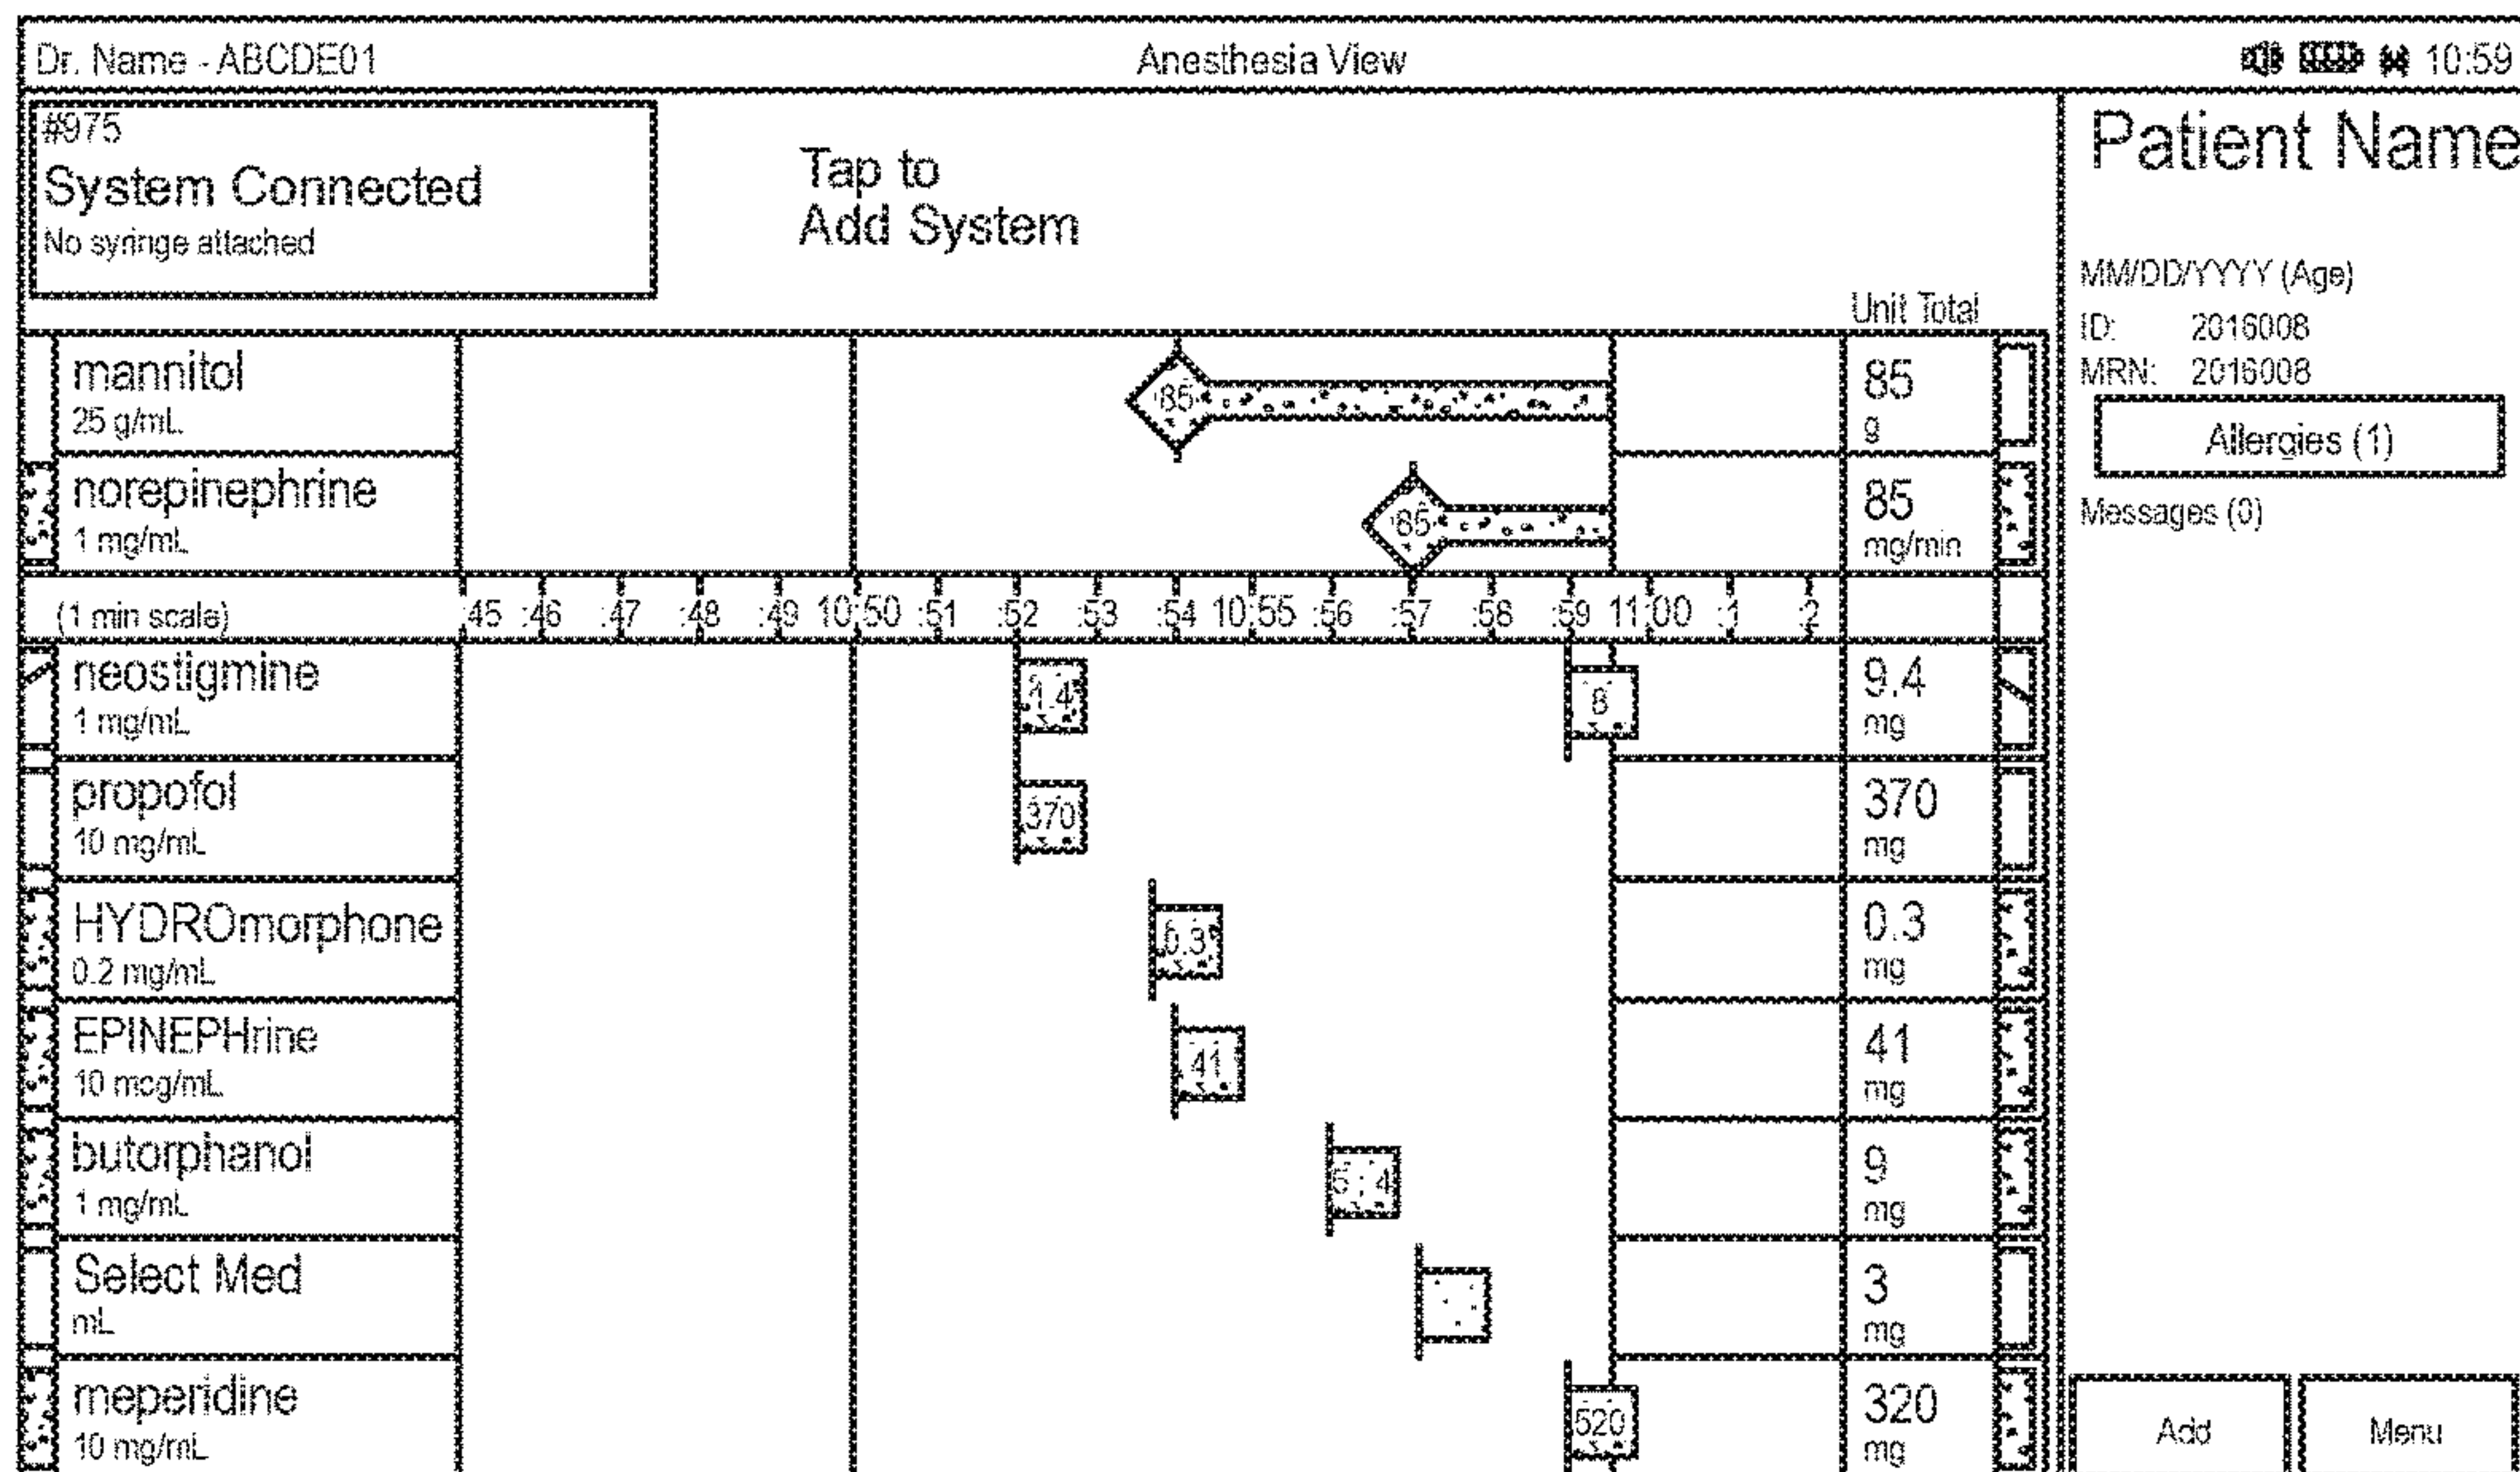 Dr. Name - ABCDE01
Anesthesia View
10:59
#975
System Connected
No syringe attached
Tap to
Add System
Unit Total
mannitol
25 g/mL
85
85
g
norepinephrine
1 mg/mL
85
85
mg/min
(1 min scale)
:45 :46 :47 :48 :49 10:50 :51 :52 :53 :54 10:55 :56 :57 :58 :59 11:00 :1 :2
neostigmine
1 mg/mL
1.4
8
9.4
mg
propofol
10 mg/mL
370
370
mg
HYDROmorphone
0.2 mg/mL
0.3
0.3
mg
EPINEPHrine
10 mcg/mL
41
41
mg
butorphanol
1 mg/mL
5 4
9
mg
Select Med
mL
3
mg
meperidine
10 mg/mL
520
320
mg
Patient Name
MM/DD/YYYY (Age)
ID: 2016008
MRN: 2016008
Allergies (1)
Messages (0)
Add
Menu